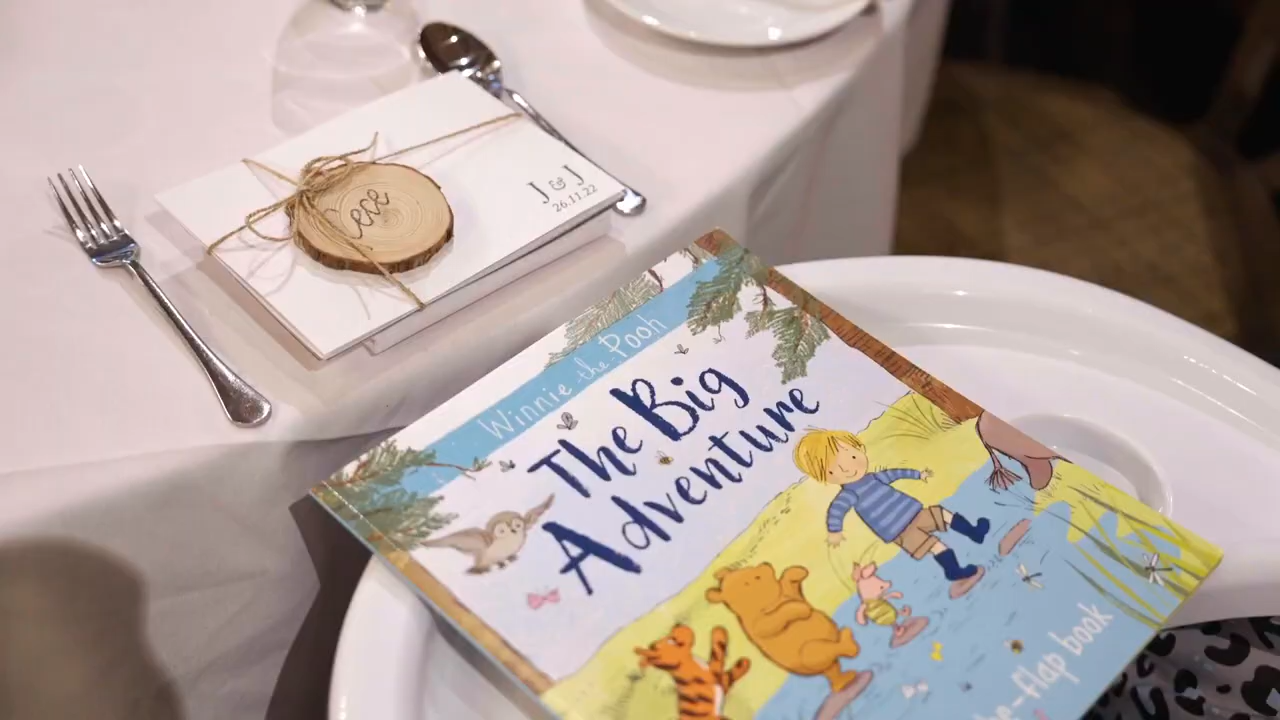 Cece
J & J
26.11.22
Winnie the Pooh
The Big
Adventure
-flap book